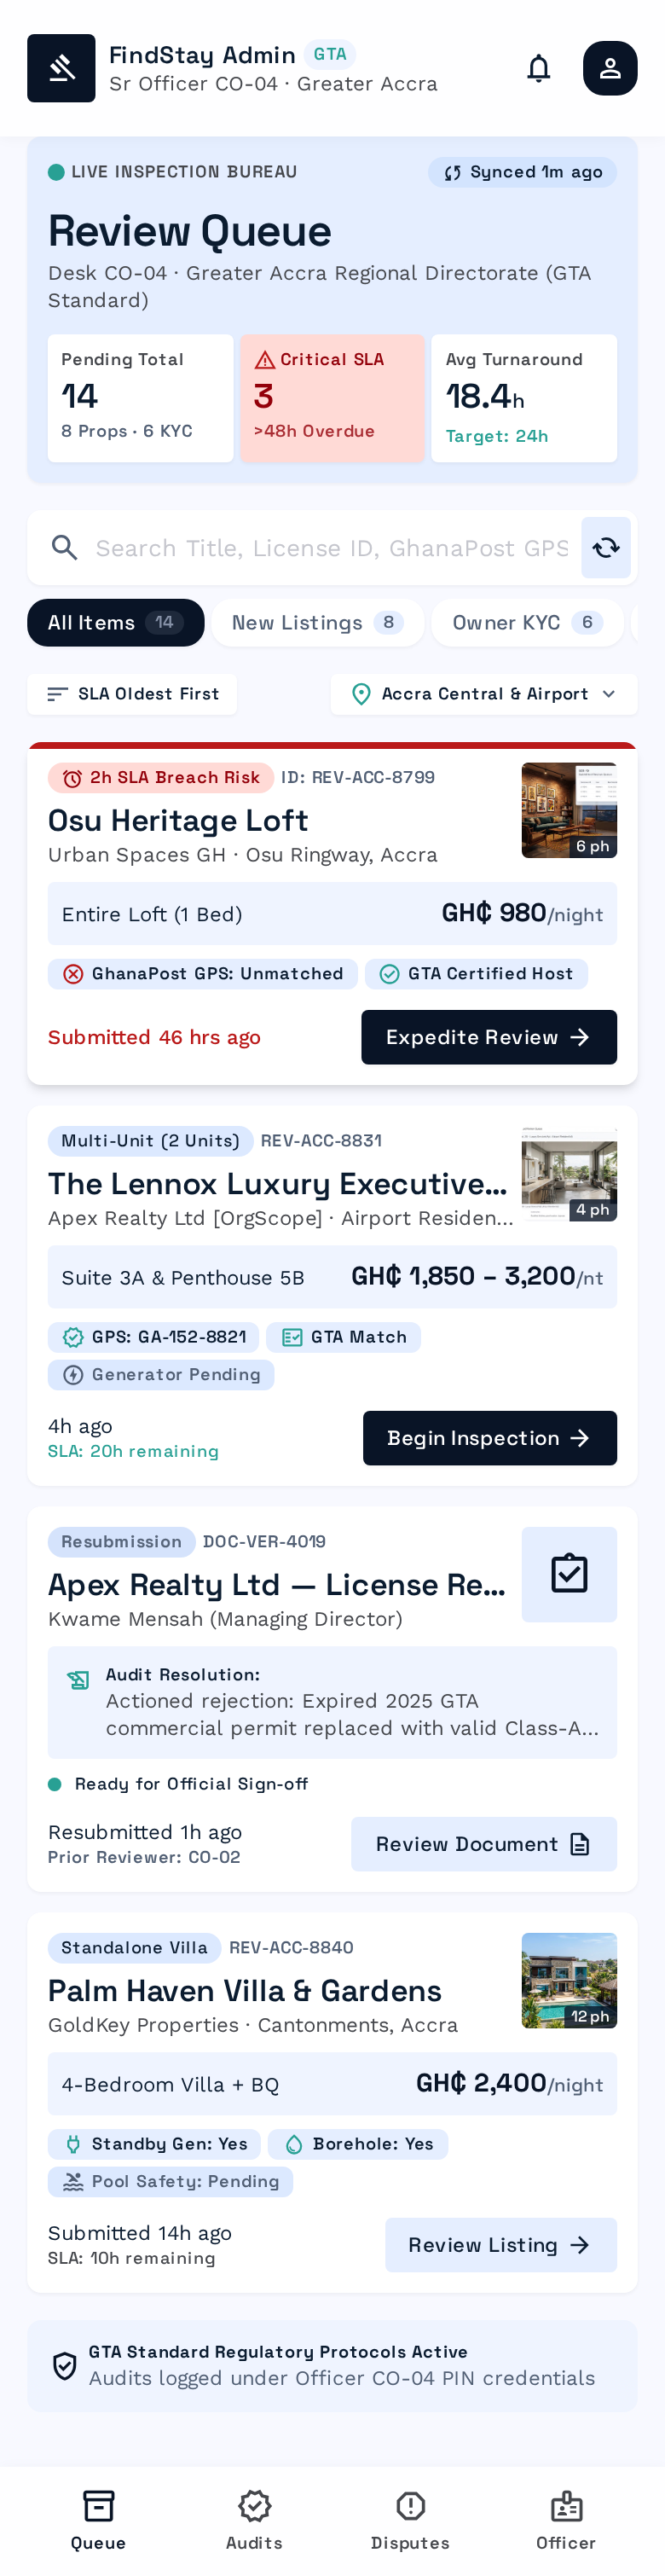 FindStay Admin GTA
Sr Officer CO-04 · Greater Accra
LIVE INSPECTION BUREAU
Synced 1m ago
Review Queue
Desk CO-04 · Greater Accra Regional Directorate (GTA
Standard)
Pending Total
14
8 Props · 6 KYC
Critical SLA
3
>48h Overdue
Avg Turnaround
18.4h
Target: 24h
Search Title, License ID, GhanaPost GPS
All Items 14
New Listings 8
Owner KYC 6
SLA Oldest First
Accra Central & Airport
2h SLA Breach Risk ID: REV-ACC-8799
Osu Heritage Loft
Urban Spaces GH · Osu Ringway, Accra
6 ph
Entire Loft (1 Bed)
GH₵ 980/night
GhanaPost GPS: Unmatched
GTA Certified Host
Submitted 46 hrs ago
Expedite Review
Multi-Unit (2 Units) REV-ACC-8831
The Lennox Luxury Executive...
Apex Realty Ltd [OrgScope] · Airport Residen...
4 ph
Suite 3A & Penthouse 5B
GH₵ 1,850 – 3,200/nt
GPS: GA-152-8821
GTA Match
Generator Pending
4h ago
SLA: 20h remaining
Begin Inspection
Resubmission DOC-VER-4019
Apex Realty Ltd — License Re...
Kwame Mensah (Managing Director)
Audit Resolution:
Actioned rejection: Expired 2025 GTA
commercial permit replaced with valid Class-A...
Ready for Official Sign-off
Resubmitted 1h ago
Prior Reviewer: CO-02
Review Document
Standalone Villa REV-ACC-8840
Palm Haven Villa & Gardens
GoldKey Properties · Cantonments, Accra
12 ph
4-Bedroom Villa + BQ
GH₵ 2,400/night
Standby Gen: Yes
Borehole: Yes
Pool Safety: Pending
Submitted 14h ago
SLA: 10h remaining
Review Listing
GTA Standard Regulatory Protocols Active
Audits logged under Officer CO-04 PIN credentials
Queue
Audits
Disputes
Officer